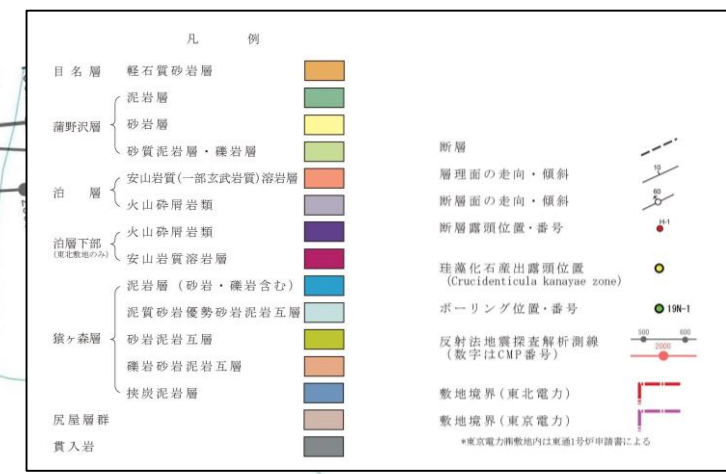 凡　例
目名層 軽石質砂岩層
泥岩層
蒲野沢層 砂岩層
砂質泥岩層・礫岩層
安山岩質(一部玄武岩質)溶岩層
泊層
火山砕屑岩類
火山砕屑岩類
泊層下部
(東北敷地のみ)
安山岩質溶岩層
泥岩層(砂岩・礫岩含む)
泥質砂岩優勢砂岩泥岩互層
猿ヶ森層 砂岩泥岩互層
礫岩砂岩泥岩互層
挟炭泥岩層
尻屋層群
貫入岩
断層
層理面の走向・傾斜 10
断層面の走向・傾斜 60
断層露頭位置・番号 H-1
珪藻化石産出露頭位置
(Crucidenticula kanayae zone)
ボーリング位置・番号 19N-1
反射法地震探査解析測線 500 600
(数字はCMP番号) 2000
敷地境界(東北電力)
敷地境界(東京電力)
*東京電力㈱敷地内は東通1号炉申請書による